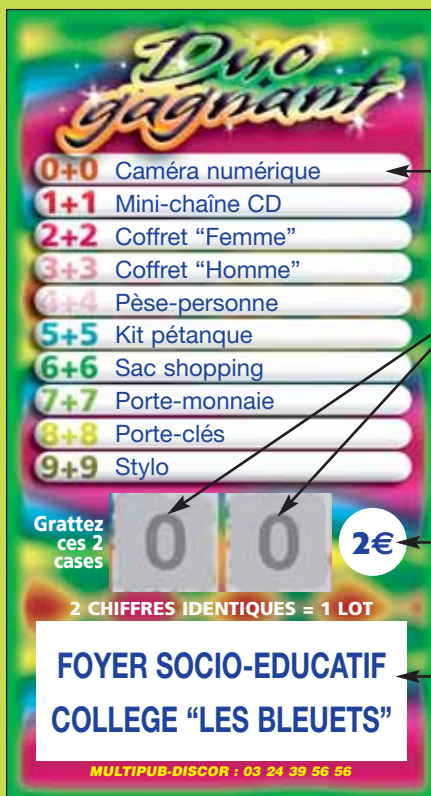 Duo
gagnant
0+0 Caméra numérique
1+1 Mini-chaîne CD
2+2 Coffret “Femme”
3+3 Coffret “Homme”
4+4 Pèse-personne
5+5 Kit pétanque
6+6 Sac shopping
7+7 Porte-monnaie
8+8 Porte-clés
9+9 Stylo
Grattez
ces 2
cases
0 0
2€
2 CHIFFRES IDENTIQUES = 1 LOT
FOYER SOCIO-EDUCATIF
COLLEGE “LES BLEUETS”
MULTIPUB-DISCOR : 03 24 39 56 56